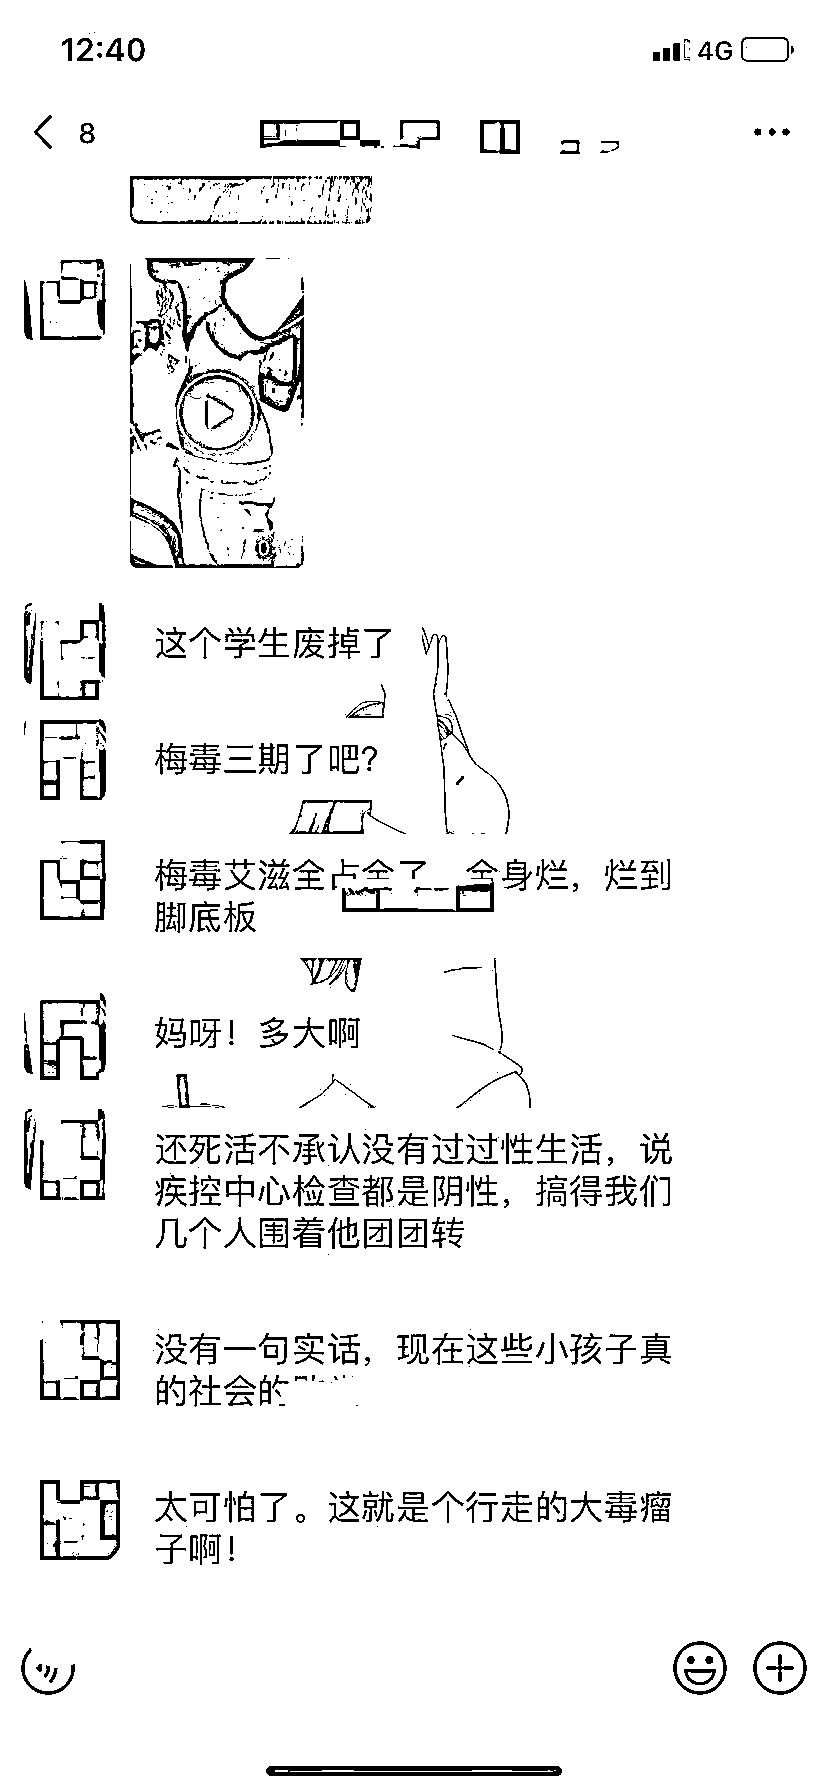 12:40
4G
8
这个学生废掉了
梅毒三期了吧?
梅毒艾滋全占全了 全身烂，烂到
脚底板
妈呀！多大啊
还死活不承认没有过过性生活，说
疾控中心检查都是阴性，搞得我们
几个人围着他团团转
没有一句实话，现在这些小孩子真
的社会的
太可怕了。这就是个行走的大毒瘤
子啊！